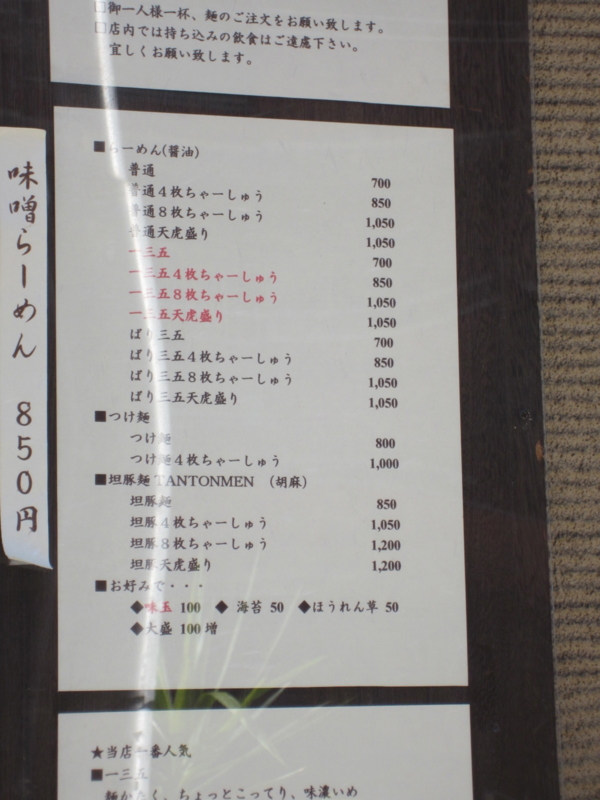 □御一人様一杯、麺のご注文をお願い致します。
□店内では持ち込みの飲食はご遠慮下さい。
宜しくお願い致します。
味噌らーめん 850円
■らーめん(醤油)
普通 700
普通4枚ちゃーしゅう 850
普通8枚ちゃーしゅう 1,050
普通天虎盛り 1,050
一三五 700
一三五4枚ちゃーしゅう 850
一三五8枚ちゃーしゅう 1,050
一三五天虎盛り 1,050
ばり三五 700
ばり三五4枚ちゃーしゅう 850
ばり三五8枚ちゃーしゅう 1,050
ばり三五天虎盛り 1,050
■つけ麺
つけ麺 800
つけ麺4枚ちゃーしゅう 1,000
■坦豚麺 TANTONMEN (胡麻)
坦豚麺 850
坦豚4枚ちゃーしゅう 1,050
坦豚8枚ちゃーしゅう 1,200
坦豚天虎盛り 1,200
■お好みで・・・
◆味玉 100 ◆ 海苔 50 ◆ほうれん草 50
◆大盛 100 増
★当店一番人気
■一三五
麺かたく、ちょっとこってり、味濃いめ